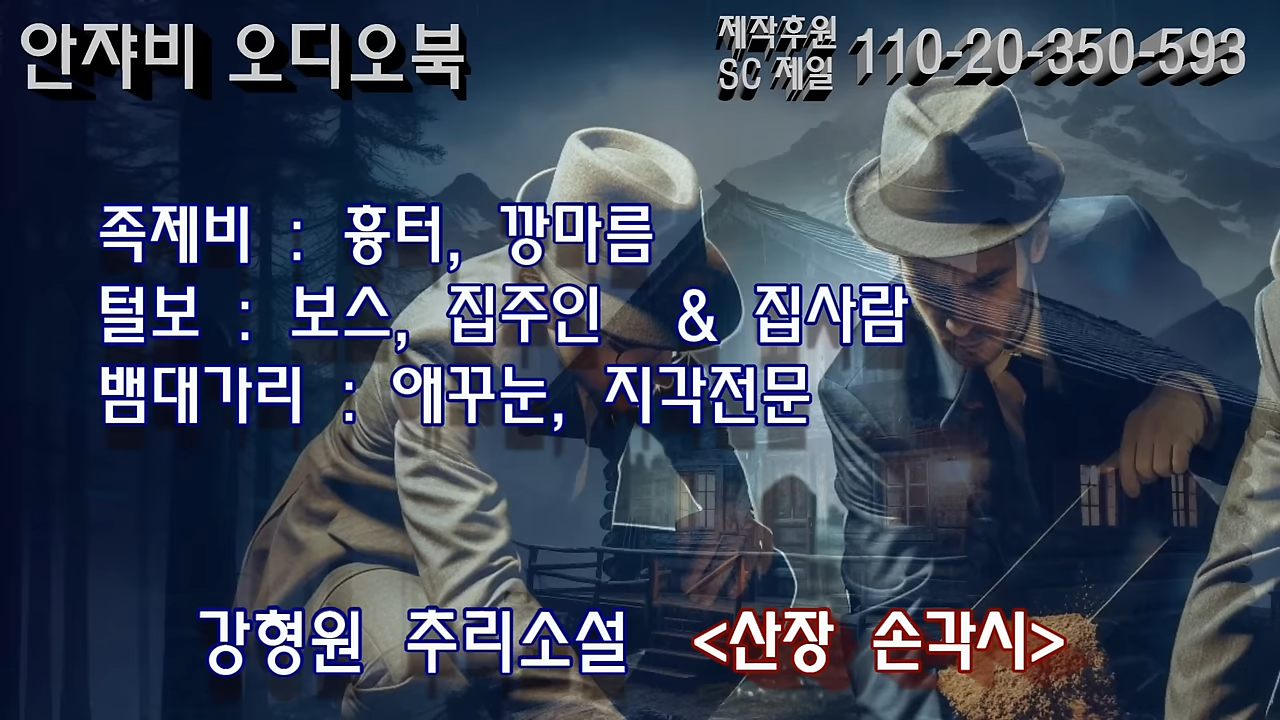 안쟈비 오디오북
제작후원
SC 제일
110-20-350-593
족제비 : 흉터, 깡마름
털보 : 보스, 집주인 & 집사람
뱀대가리 : 애꾸눈, 지각전문
강형원 추리소설 <산장 손각시>